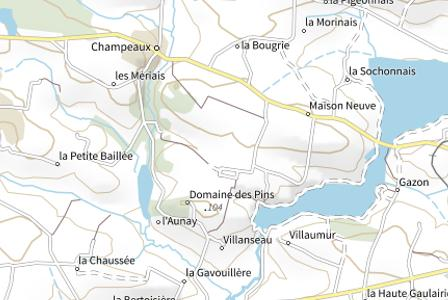 la Pigeonnais
la Morinais
la Bougrie
Champeaux
la Sochonnais
les Mériais
Maison Neuve
la Petite Baillée
Gazon
Domaine des Pins
104
l'Aunay
Villanseau
Villaumur
la Chaussée
la Gavouillère
la Bertoisière
la Haute Gaulairie